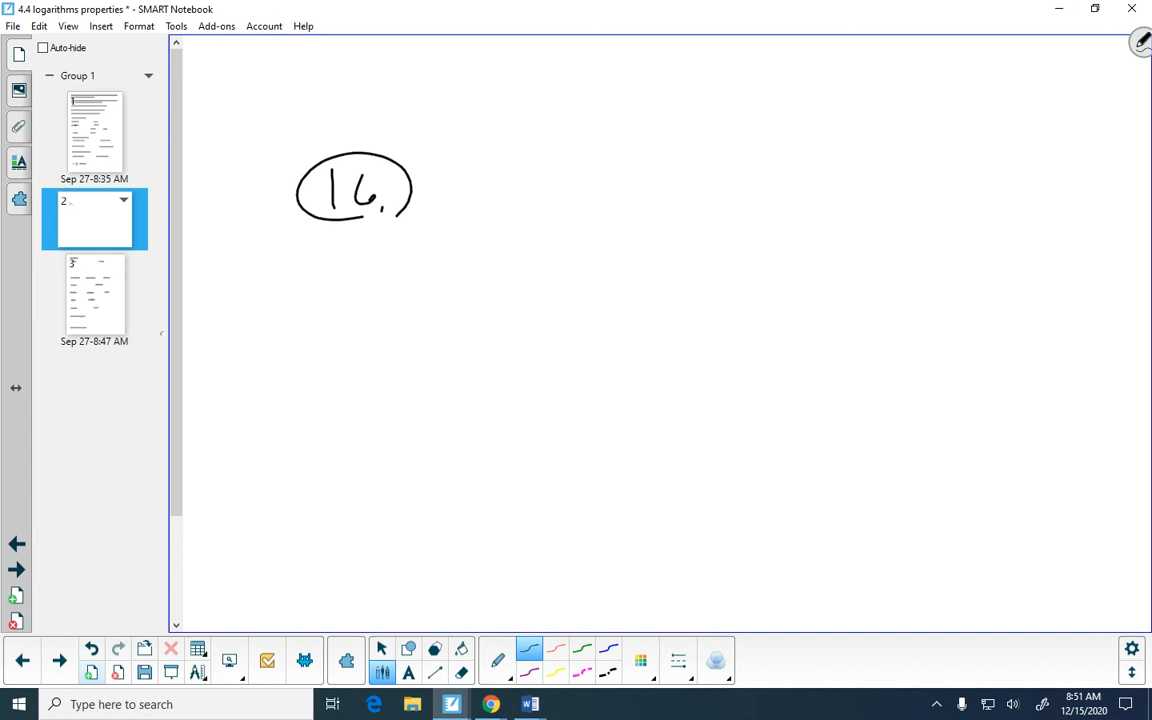 4.4 logarithms properties * - SMART Notebook
File Edit View Insert Format Tools Add-ons Account Help
Auto-hide
Group 1
1
Sep 27-8:35 AM
2
3
Sep 27-8:47 AM
16.
Type here to search
8:51 AM
12/15/2020